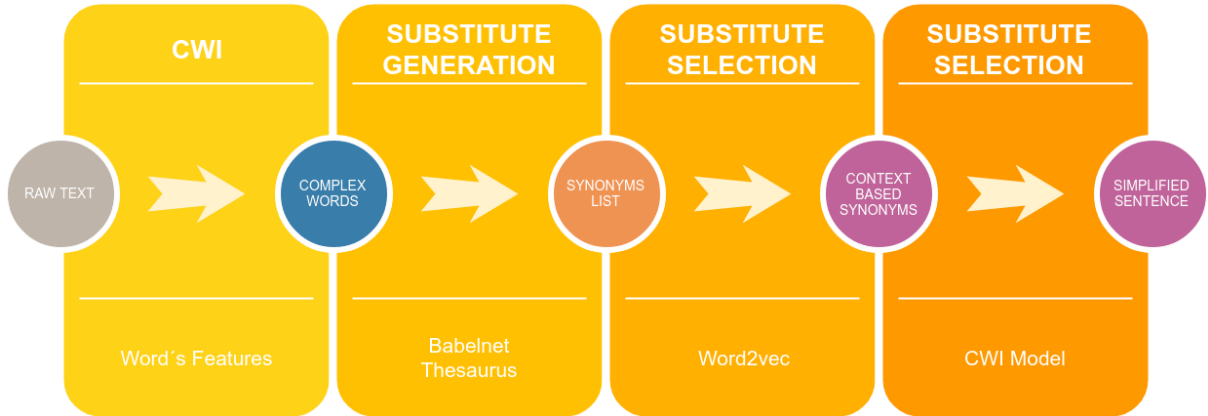 CWI
SUBSTITUTE
GENERATION
SUBSTITUTE
SELECTION
SUBSTITUTE
SELECTION
RAW TEXT
COMPLEX
WORDS
SYNONYMS
LIST
CONTEXT
BASED
SYNONYMS
SIMPLIFIED
SENTENCE
Word´s Features
Babelnet
Thesaurus
Word2vec
CWI Model